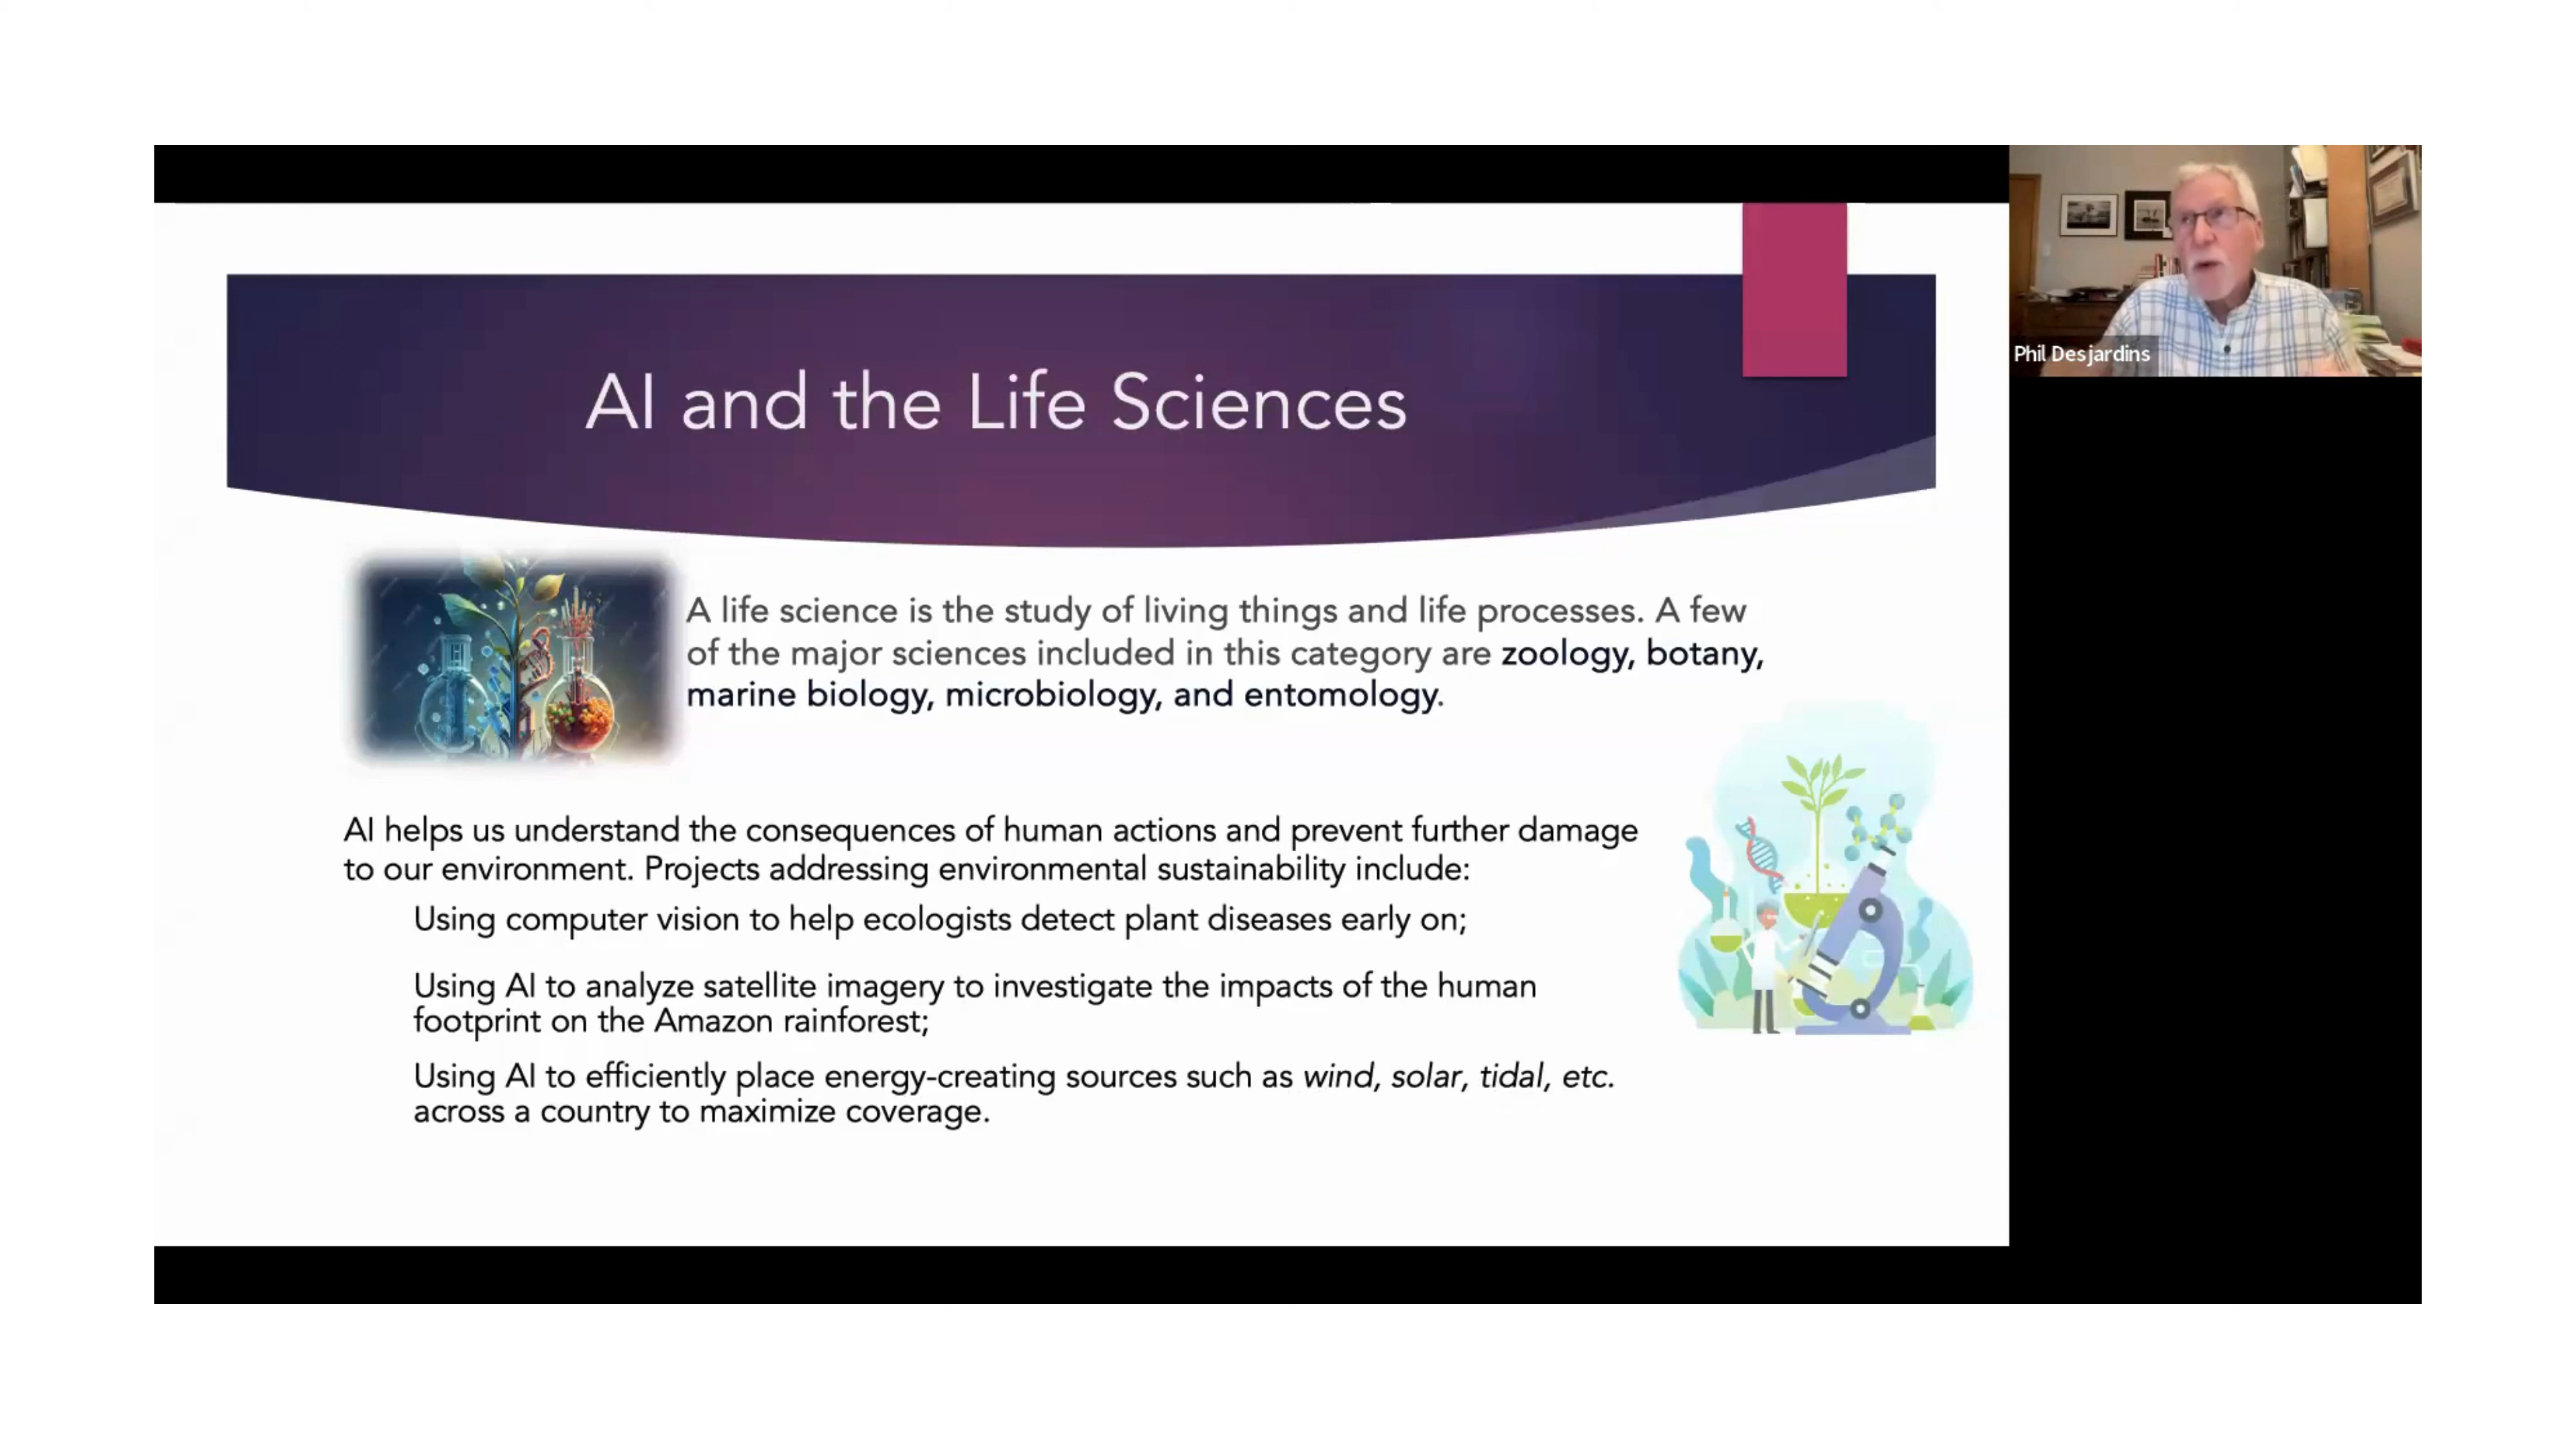 AI and the Life Sciences
Phil Desjardins
A life science is the study of living things and life processes. A few
of the major sciences included in this category are zoology, botany,
marine biology, microbiology, and entomology.
AI helps us understand the consequences of human actions and prevent further damage
to our environment. Projects addressing environmental sustainability include:
Using computer vision to help ecologists detect plant diseases early on;
Using AI to analyze satellite imagery to investigate the impacts of the human
footprint on the Amazon rainforest;
Using AI to efficiently place energy-creating sources such as wind, solar, tidal, etc.
across a country to maximize coverage.